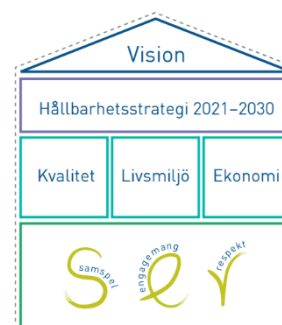 Vision
Hållbarhetsstrategi 2021–2030
Kvalitet Livsmiljö Ekonomi
s e r
samspel engagemang respekt